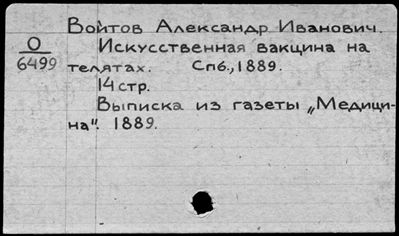 Войтов Александр Иванович.
О
6499
Искусственная вакцина на
телятах. Спб., 1889.
14 стр.
Выписка из газеты „Медици-
на". 1889.